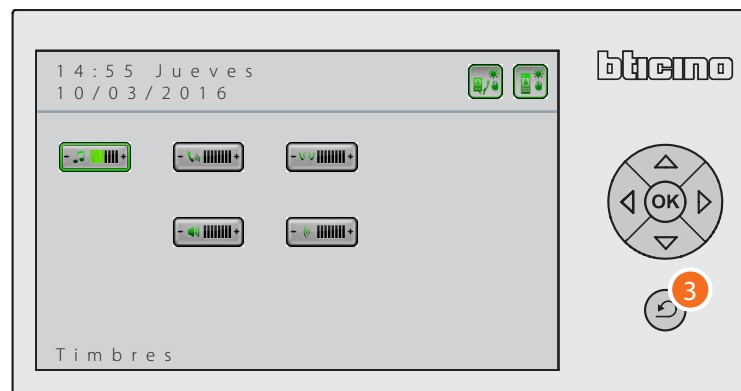 14:55 Jueves
10/03/2016
bticino
- +
- +
- +
- +
- +
OK
3
Timbres